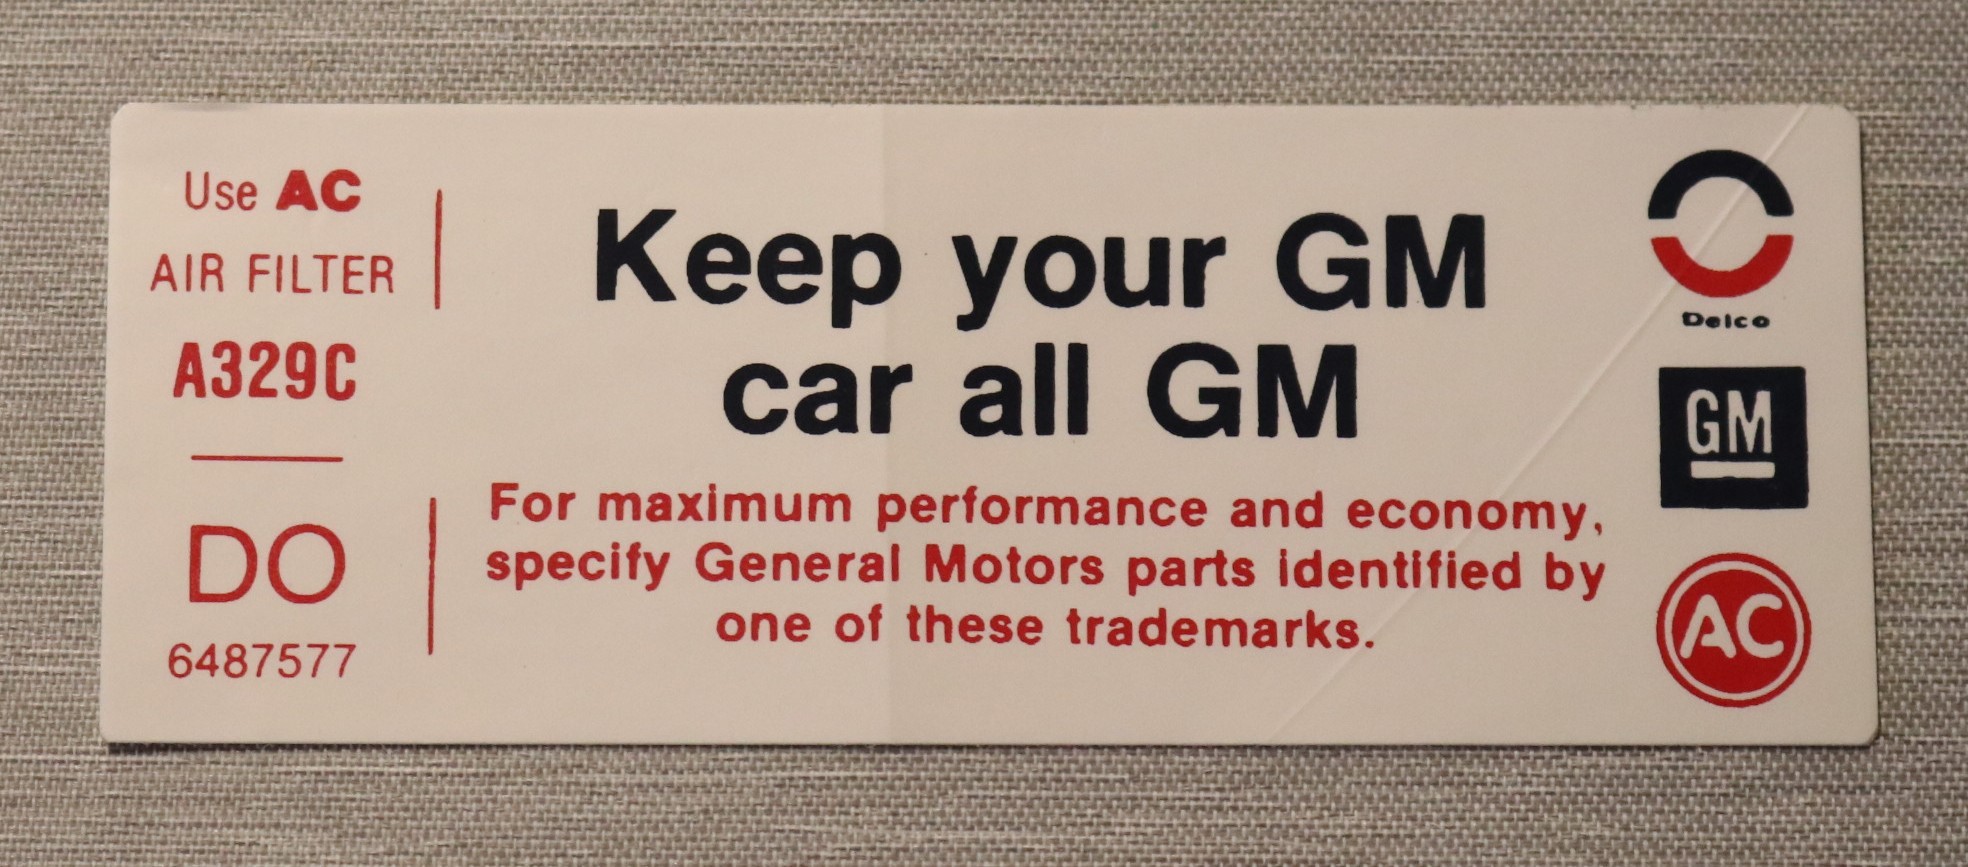 Use AC
AIR FILTER
A329C
DO
6487577
Keep your GM
car all GM
For maximum performance and economy,
specify General Motors parts identified by
one of these trademarks.
Delco
GM
AC